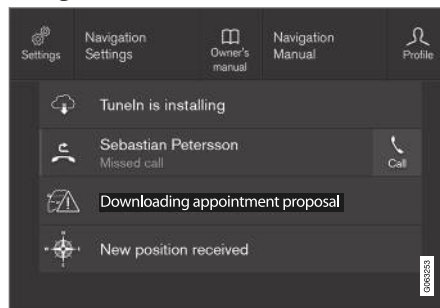 Settings
Navigation
Settings
Owner's
manual
Navigation
Manual
Profile
TuneIn is installing
Sebastian Petersson
Missed call
Call
Downloading appointment proposal
New position received
G063253